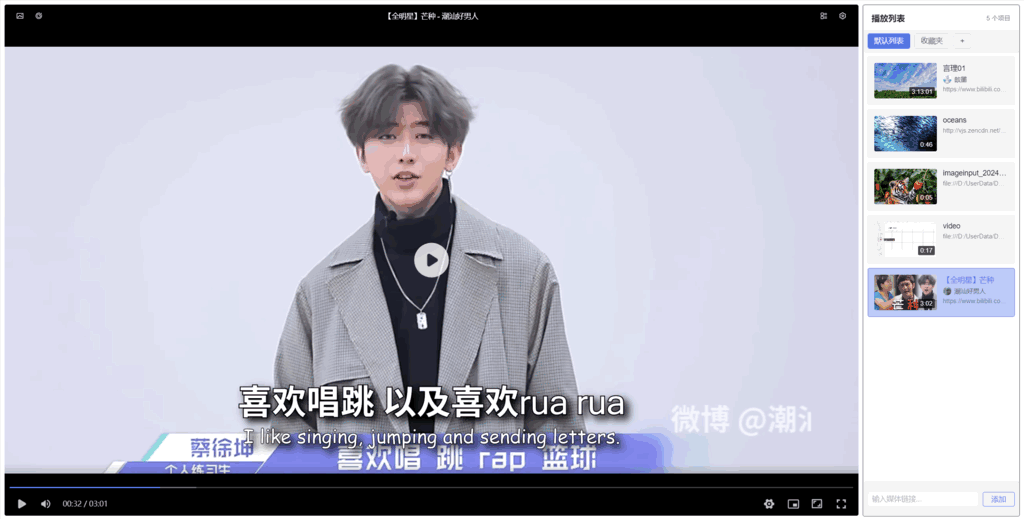 【全明星】芒种 - 潮汕好男人
喜欢唱跳 以及喜欢rua rua
I like singing, jumping and sending letters.
蔡徐坤
个人练习生
喜欢唱 跳 rap 篮球
微博 @潮汕
00:32 / 03:01
播放列表
5 个项目
默认列表
收藏夹
+
言理01
3:13:01
https://www.bilibili.co...
oceans
0:46
http://vjs.zencdn.net/...
imageinput_2024...
0:05
file:///D:/UserData/D...
video
0:17
file:///D:/UserData/D...
【全明星】芒种
潮汕好男人
3:02
https://www.bilibili.co...
输入媒体链接...
添加